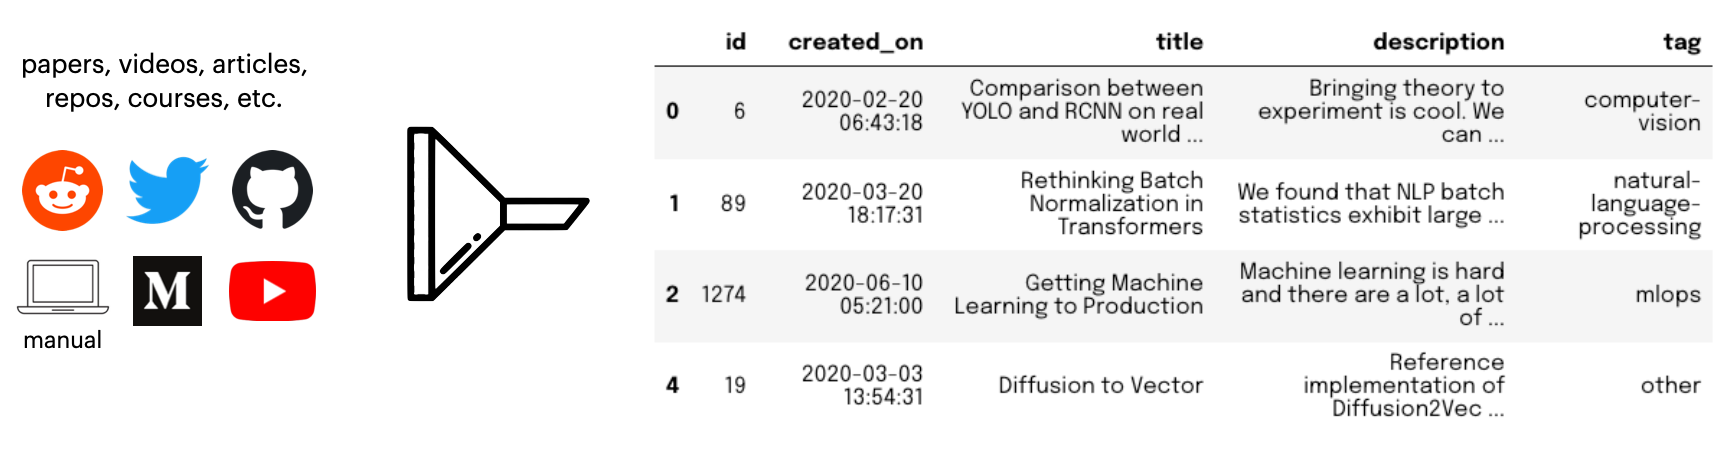 papers, videos, articles,
repos, courses, etc.
M
manual
id created_on title description tag
0 6 2020-02-20 06:43:18 Comparison between YOLO and RCNN on real world ... Bringing theory to experiment is cool. We can ... computer-vision
1 89 2020-03-20 18:17:31 Rethinking Batch Normalization in Transformers We found that NLP batch statistics exhibit large ... natural-language-processing
2 1274 2020-06-10 05:21:00 Getting Machine Learning to Production Machine learning is hard and there are a lot, a lot of ... mlops
4 19 2020-03-03 13:54:31 Diffusion to Vector Reference implementation of Diffusion2Vec ... other